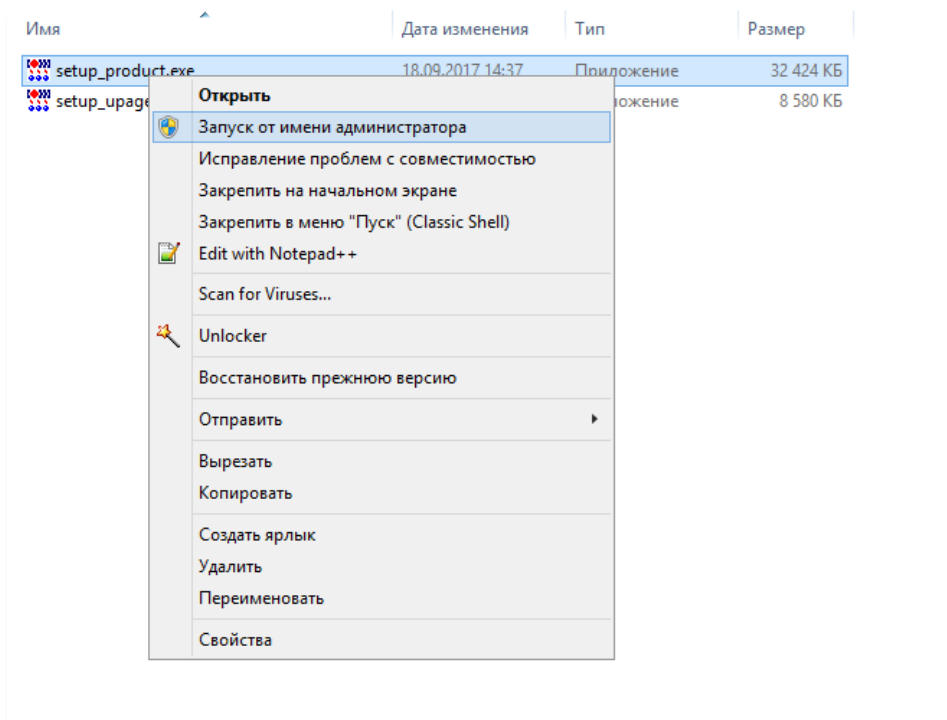 Имя Дата изменения Тип Размер
setup_product.exe 18.09.2017 14:37 Приложение 32 424 КБ
setup_upage 8 580 КБ
Открыть
Запуск от имени администратора
Исправление проблем с совместимостью
Закрепить на начальном экране
Закрепить в меню "Пуск" (Classic Shell)
Edit with Notepad++
Scan for Viruses...
Unlocker
Восстановить прежнюю версию
Отправить
Вырезать
Копировать
Создать ярлык
Удалить
Переименовать
Свойства